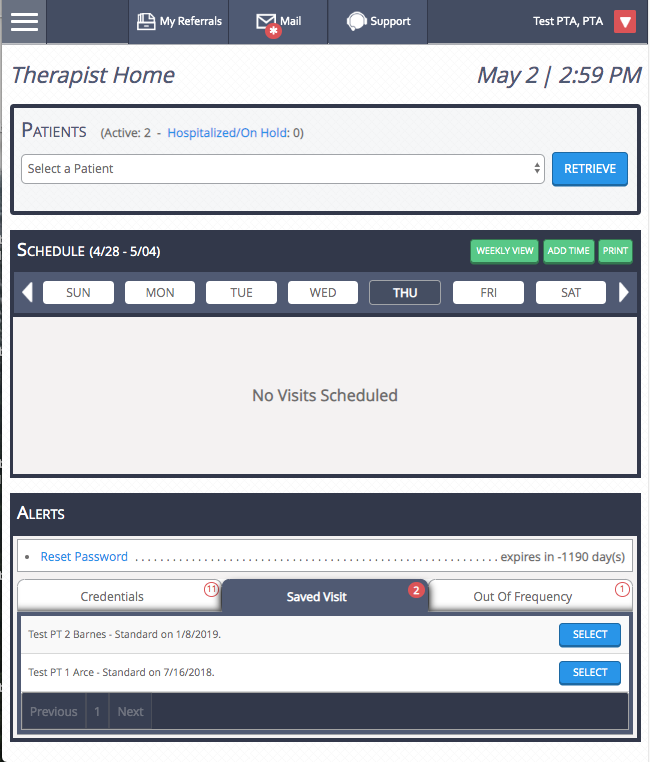 My Referrals Mail Support Test PTA, PTA
Therapist Home May 2 | 2:59 PM
PATIENTS (Active: 2 - Hospitalized/On Hold: 0)
Select a Patient RETRIEVE
SCHEDULE (4/28 - 5/04) WEEKLY VIEW ADD TIME PRINT
SUN MON TUE WED THU FRI SAT
No Visits Scheduled
ALERTS
• Reset Password . . . . . . . . . . . . . . . . . . . . . . . . . . . . . . . . . . . . . . . . . . . . . . . . . . . . . . . . . . expires in -1190 day(s)
Credentials 11 Saved Visit 2 Out Of Frequency 1
Test PT 2 Barnes - Standard on 1/8/2019. SELECT
Test PT 1 Arce - Standard on 7/16/2018. SELECT
Previous 1 Next